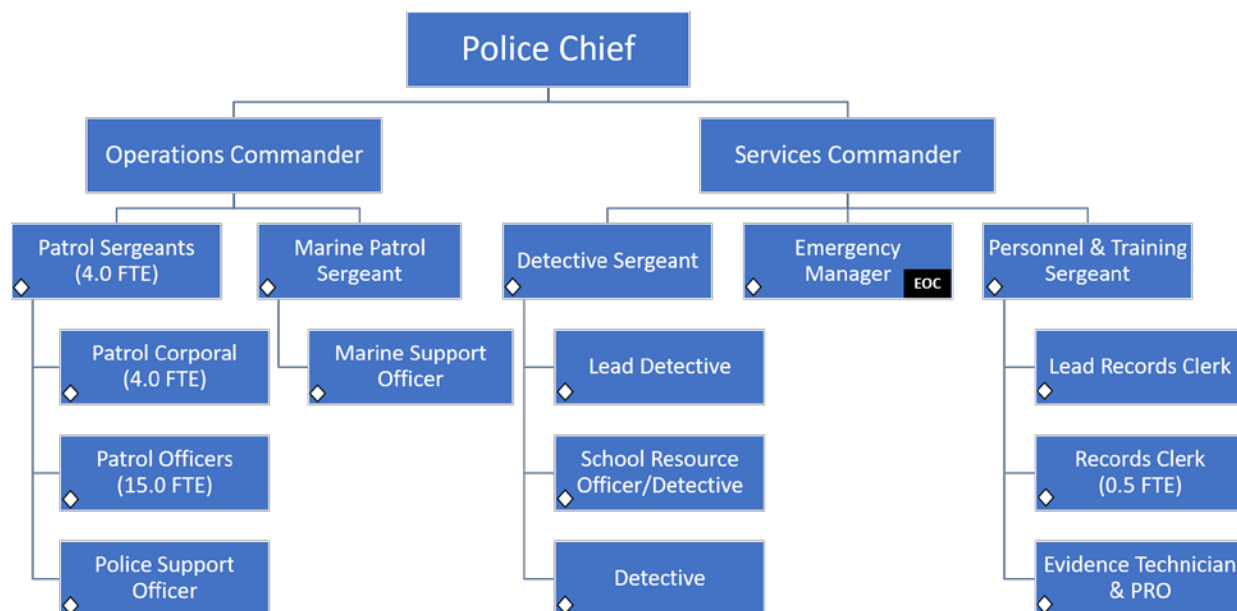 Police Chief
Operations Commander
Services Commander
Patrol Sergeants
(4.0 FTE)
Marine Patrol
Sergeant
Detective Sergeant
Emergency
Manager
EOC
Personnel & Training
Sergeant
Patrol Corporal
(4.0 FTE)
Marine Support
Officer
Lead Detective
Lead Records Clerk
Patrol Officers
(15.0 FTE)
School Resource
Officer/Detective
Records Clerk
(0.5 FTE)
Police Support
Officer
Detective
Evidence Technician
& PRO